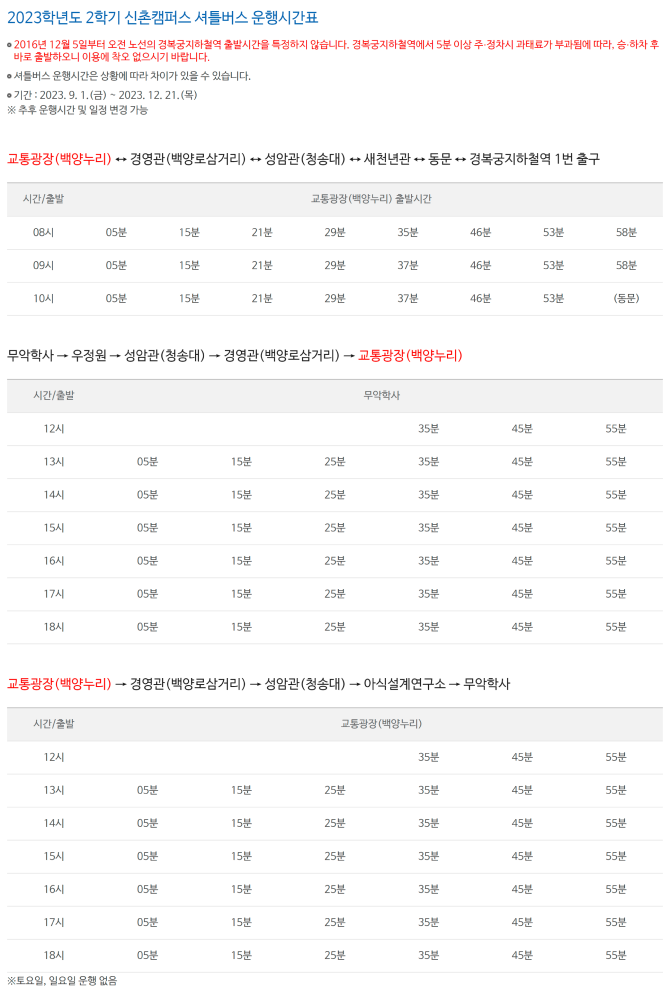 2023학년도 2학기 신촌캠퍼스 셔틀버스 운행시간표
2016년 12월 5일부터 오전 노선의 경복궁지하철역 출발시간을 특정하지 않습니다. 경복궁지하철역에서 5분 이상 주·정차시 과태료가 부과됨에 따라, 승·하차 후
바로 출발하오니 이용에 착오 없으시기 바랍니다.
셔틀버스 운행시간은 상황에 따라 차이가 있을 수 있습니다.
기간 : 2023. 9. 1.(금) ~ 2023. 12. 21.(목)
※ 추후 운행시간 및 일정 변경 가능
교통광장(백양누리) ↔ 경영관(백양로삼거리) ↔ 성암관(청송대) ↔ 새천년관 ↔ 동문 ↔ 경복궁지하철역 1번 출구
시간/출발 교통광장(백양누리) 출발시간
08시 05분 15분 21분 29분 35분 46분 53분 58분
09시 05분 15분 21분 29분 37분 46분 53분 58분
10시 05분 15분 21분 29분 37분 46분 53분 (동문)
무악학사 → 우정원 → 성암관(청송대) → 경영관(백양로삼거리) → 교통광장(백양누리)
시간/출발 무악학사
12시 35분 45분 55분
13시 05분 15분 25분 35분 45분 55분
14시 05분 15분 25분 35분 45분 55분
15시 05분 15분 25분 35분 45분 55분
16시 05분 15분 25분 35분 45분 55분
17시 05분 15분 25분 35분 45분 55분
18시 05분 15분 25분 35분 45분 55분
교통광장(백양누리) → 경영관(백양로삼거리) → 성암관(청송대) → 아식설계연구소 → 무악학사
시간/출발 교통광장(백양누리)
12시 35분 45분 55분
13시 05분 15분 25분 35분 45분 55분
14시 05분 15분 25분 35분 45분 55분
15시 05분 15분 25분 35분 45분 55분
16시 05분 15분 25분 35분 45분 55분
17시 05분 15분 25분 35분 45분 55분
18시 05분 15분 25분 35분 45분 55분
※토요일, 일요일 운행 없음